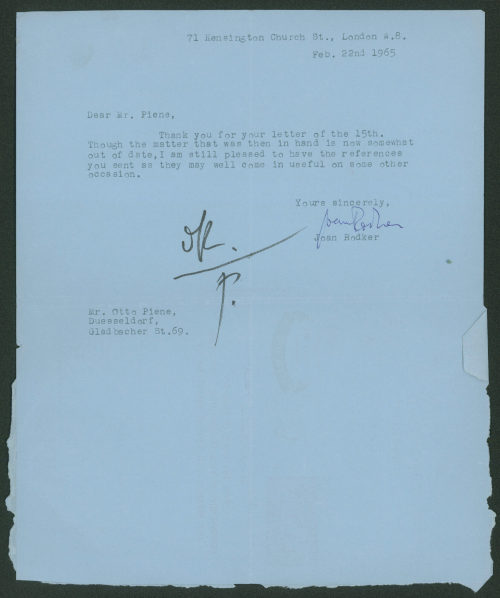 71 Kensington Church St., London W.8.
Feb. 22nd 1965
Dear Mr. Piene,
Thank you for your letter of the 15th.
Though the matter that was then in hand is now somewhat
out of date, I am still pleased to have the references
you sent as they may well come in useful on some other
occasion.
Yours sincerely,
Joan Rodker
Joan Rodker
ok.
p.
Mr. Otto Piene,
Duesseldorf,
Gladbacher St.69.